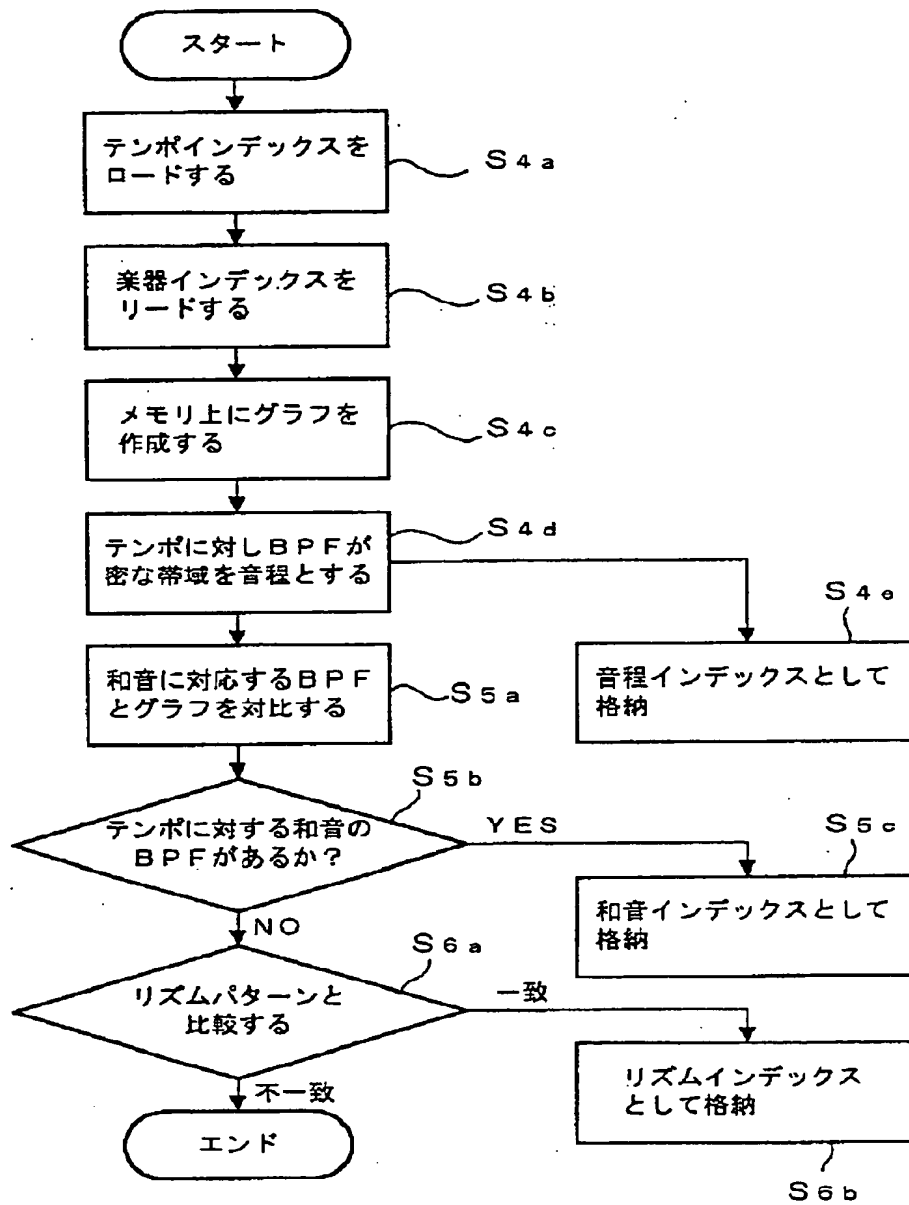 スタート
テンポインデックスを
ロードする
S4a
楽器インデックスを
リードする
S4b
メモリ上にグラフを
作成する
S4c
テンポに対しBPFが
密な帯域を音程とする
S4d
音程インデックスとして
格納
S4e
和音に対応するBPF
とグラフを対比する
S5a
テンポに対する和音の
BPFがあるか?
S5b
YES
和音インデックスとして
格納
S5c
NO
リズムパターンと
比較する
S6a
一致
リズムインデックス
として格納
S6b
不一致
エンド